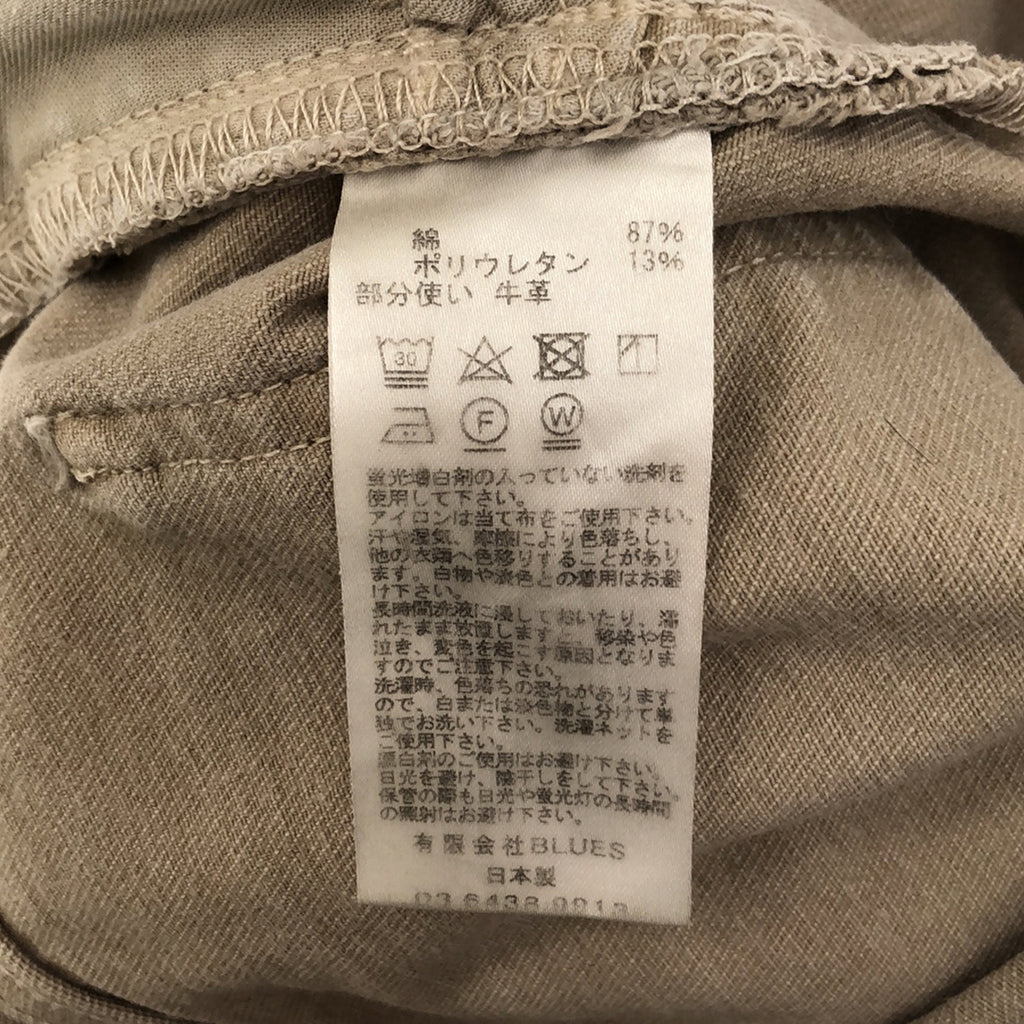 綿 87%
ポリウレタン 13%
部分使い 牛革
30
F W
蛍光増白剤の入っていない洗剤を
使用して下さい。
アイロンは当て布をご使用下さい。
汗や湿気、摩擦により色落ちし、
他の衣類へ色移りすることがあり
ます。白物や淡色との着用はお避
け下さい。
長時間洗液に浸しておいたり、濡
れたまま放置しますと、移染や色
泣き、変色を起こす原因となりま
すのでご注意下さい。
洗濯時、色落ちの恐れがあります
ので、白または淡色物と分けて単
独でお洗い下さい。洗濯ネットを
ご使用下さい。
漂白剤のご使用はお避け下さい。
日光を避け、陰干しをして下さい。
保管の際も日光や蛍光灯の長時間
の照射はお避け下さい。
有限会社BLUES
日本製
03 6438